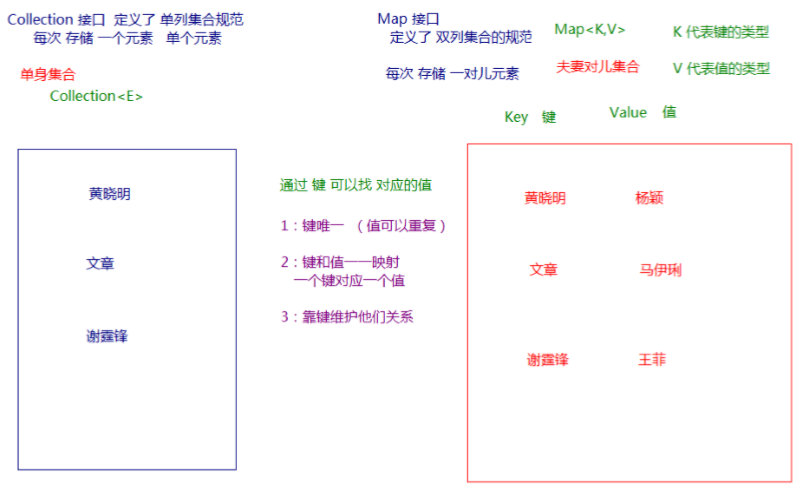 Collection 接口 定义了 单列集合规范
每次 存储 一个元素 单个元素
单身集合
Collection<E>
黄晓明
文章
谢霆锋
通过 键 可以找 对应的值
1：键唯一 （值可以重复）
2：键和值一一映射
一个键对应一个值
3：靠键维护他们关系
Map 接口
定义了 双列集合的规范
每次 存储 一对儿元素
Map<K,V>
夫妻对儿集合
K 代表键的类型
V 代表值的类型
Key 键
Value 值
黄晓明 杨颖
文章 马伊琍
谢霆锋 王菲